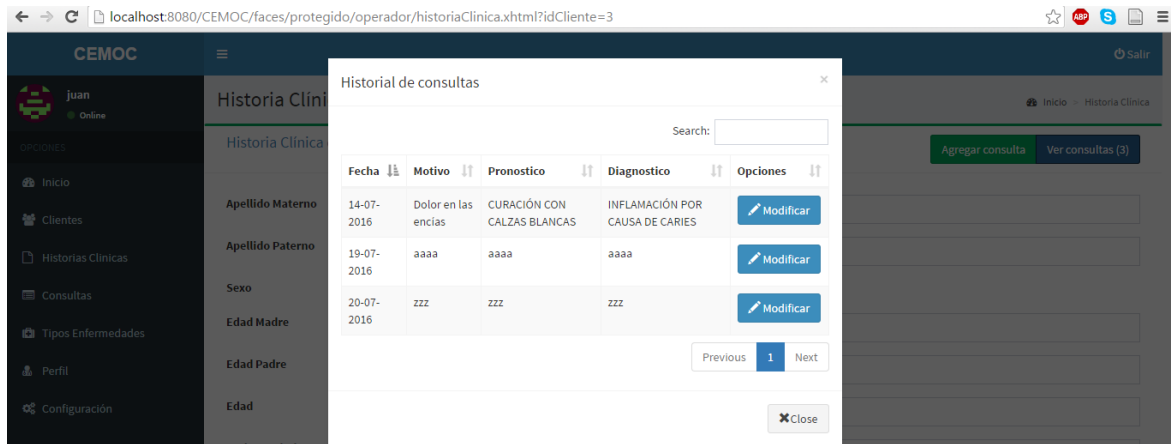 localhost:8080/CEMOC/faces/protegido/operador/historiaClinica.xhtml?idCliente=3
ABP
S
CEMOC
Salir
juan
Online
Historia Clíni
Inicio > Historia Clínica
OPCIONES
Historia Clínica
Agregar consulta
Ver consultas (3)
Inicio
Clientes
Historias Clinicas
Consultas
Tipos Enfermedades
Perfil
Configuración
Apellido Materno
Apellido Paterno
Sexo
Edad Madre
Edad Padre
Edad
Historial de consultas
×
Search:
Fecha Motivo Pronostico Diagnostico Opciones
14-07- Dolor en las CURACIÓN CON INFLAMACIÓN POR Modificar
2016 encías CALZAS BLANCAS CAUSA DE CARIES
19-07- aaaa aaaa aaaa Modificar
2016
20-07- zzz zzz zzz Modificar
2016
Previous 1 Next
Close